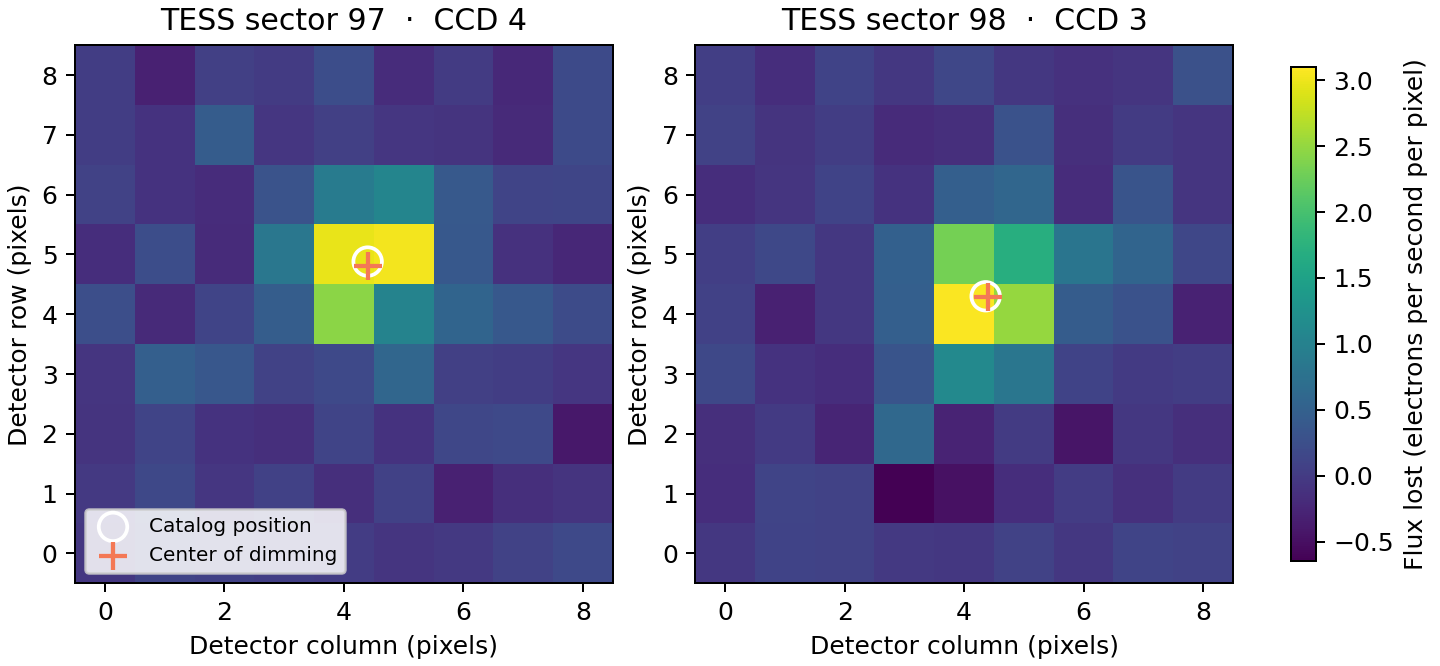 TESS sector 97 · CCD 4
Detector row (pixels)
8
7
6
5
4
3
2
1
0
Catalog position
Center of dimming
0 2 4 6 8
Detector column (pixels)
TESS sector 98 · CCD 3
Detector row (pixels)
8
7
6
5
4
3
2
1
0
0 2 4 6 8
Detector column (pixels)
3.0
2.5
2.0
1.5
1.0
0.5
0.0
−0.5
Flux lost (electrons per second per pixel)